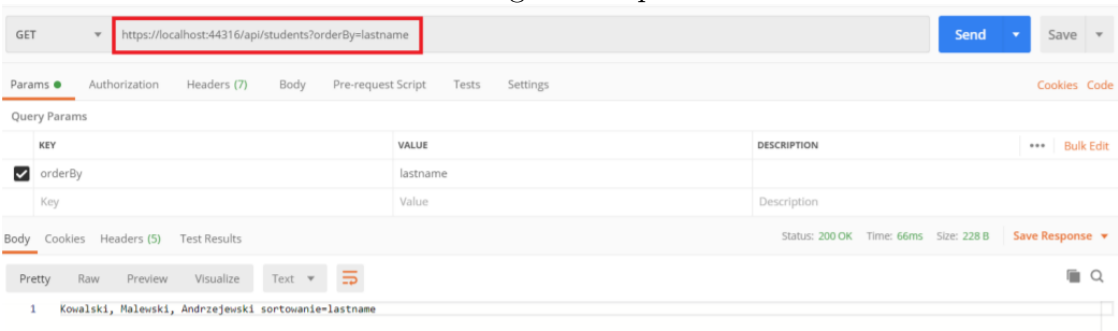 GET https://localhost:44316/api/students?orderBy=lastname Send Save
Params Authorization Headers (7) Body Pre-request Script Tests Settings Cookies Code
Query Params
KEY VALUE DESCRIPTION ••• Bulk Edit
orderBy lastname
Key Value Description
Body Cookies Headers (5) Test Results Status: 200 OK Time: 66ms Size: 228 B Save Response
Pretty Raw Preview Visualize Text
1 Kowalski, Malewski, Andrzejewski sortowanie=lastname